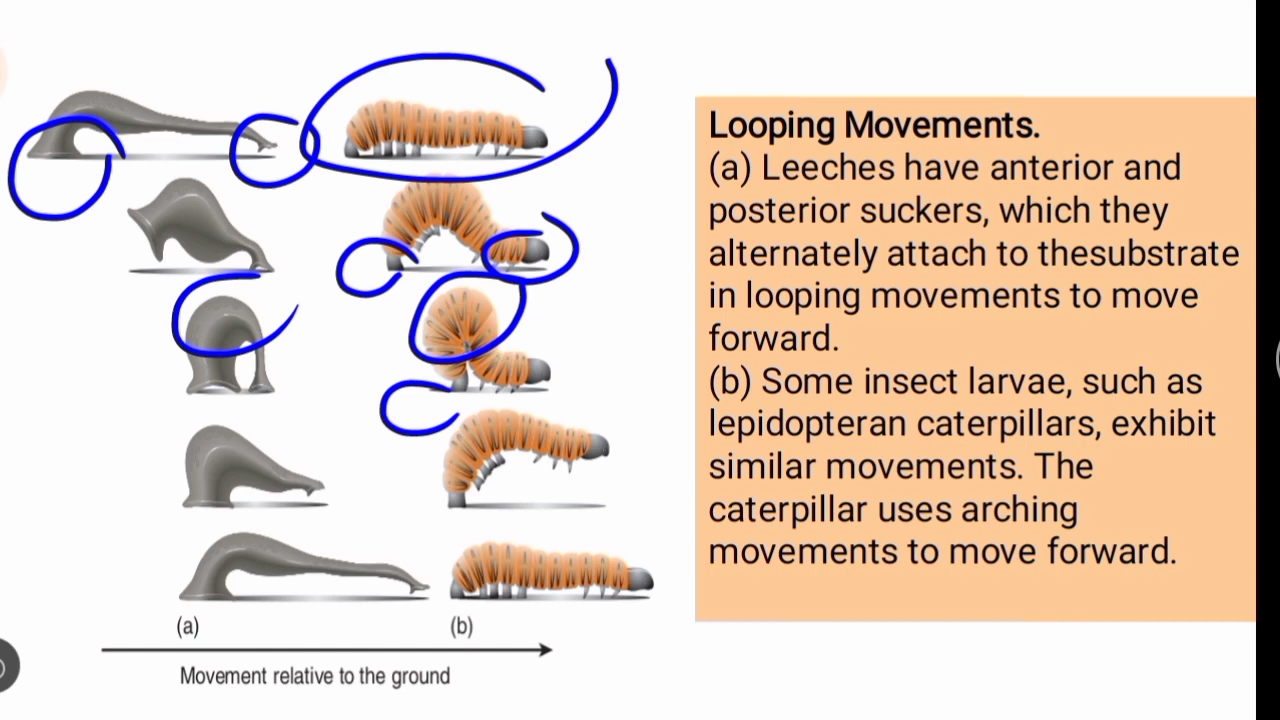 Looping Movements.
(a) Leeches have anterior and
posterior suckers, which they
alternately attach to thesubstrate
in looping movements to move
forward.
(b) Some insect larvae, such as
lepidopteran caterpillars, exhibit
similar movements. The
caterpillar uses arching
movements to move forward.
(a)
(b)
Movement relative to the ground